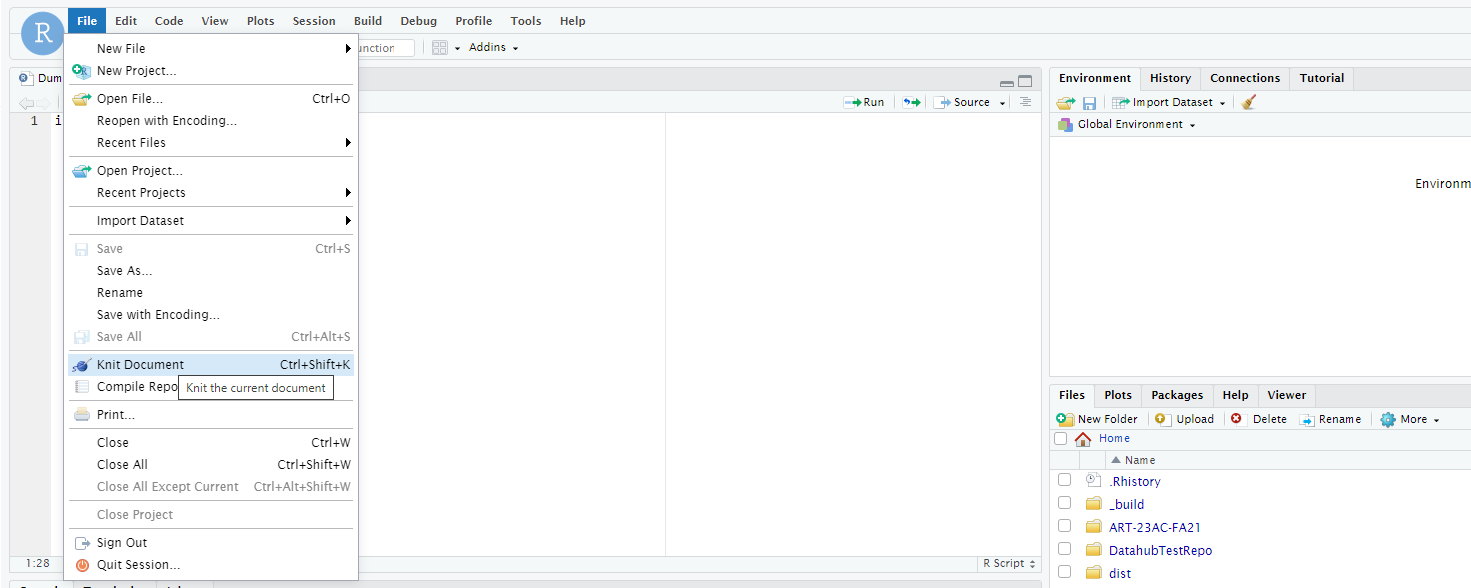 R File Edit Code View Plots Session Build Debug Profile Tools Help
unction Addins
New File
New Project...
Open File... Ctrl+O
Reopen with Encoding...
Recent Files
Open Project...
Recent Projects
Import Dataset
Save Ctrl+S
Save As...
Rename
Save with Encoding...
Save All Ctrl+Alt+S
Knit Document Ctrl+Shift+K
Compile Repo
Knit the current document
Print...
Close Ctrl+W
Close All Ctrl+Shift+W
Close All Except Current Ctrl+Alt+Shift+W
Close Project
Sign Out
Quit Session...
R Dum
Run Source
1 i
1:28 R Script
Environment History Connections Tutorial
Import Dataset
Global Environment
Environm
Files Plots Packages Help Viewer
New Folder Upload Delete Rename More
Home
Name
.Rhistory
_build
ART-23AC-FA21
DatahubTestRepo
dist